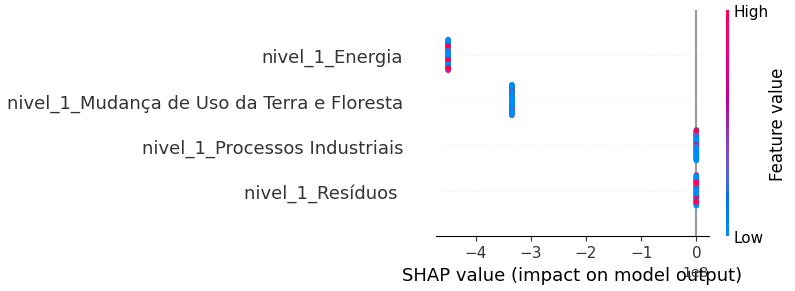 High
nivel_1_Energia
nivel_1_Mudança de Uso da Terra e Floresta
nivel_1_Processos Industriais
nivel_1_Resíduos
Feature value
Low
−4 −3 −2 −1 0
SHAP value (impact on model output)